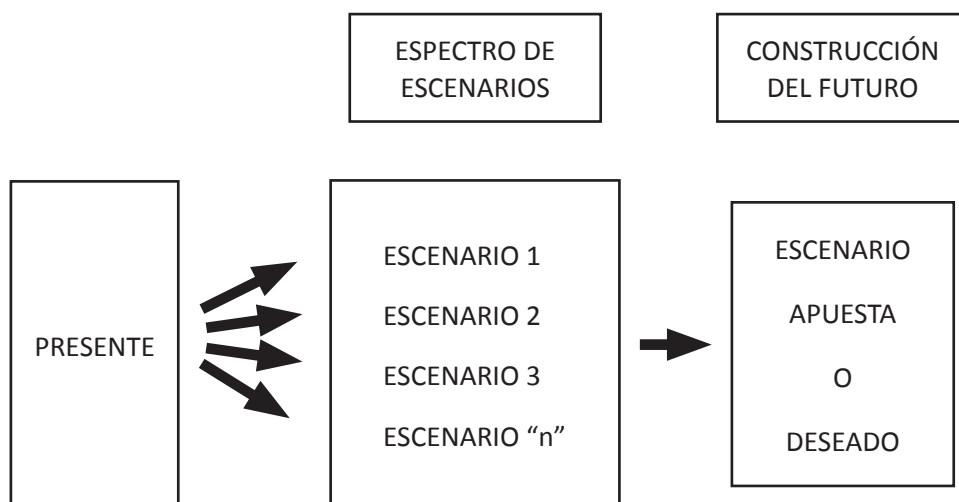 ESPECTRO DE
ESCENARIOS
CONSTRUCCIÓN
DEL FUTURO
PRESENTE
ESCENARIO 1
ESCENARIO 2
ESCENARIO 3
ESCENARIO “n”
ESCENARIO
APUESTA
O
DESEADO